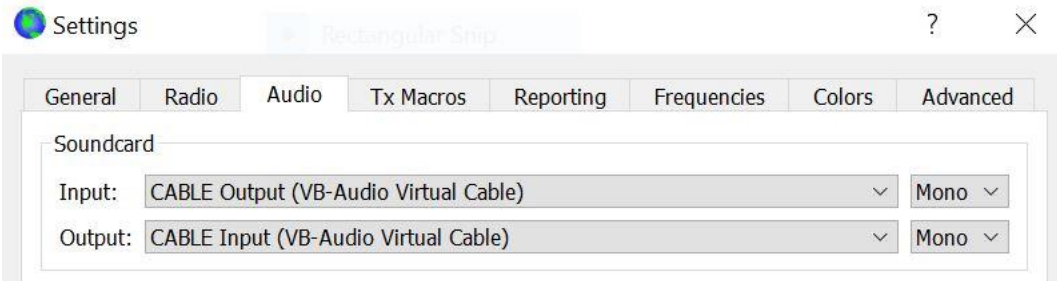 Settings
Rectangular Snip
General Radio Audio Tx Macros Reporting Frequencies Colors Advanced
Soundcard
Input: CABLE Output (VB-Audio Virtual Cable) Mono
Output: CABLE Input (VB-Audio Virtual Cable) Mono